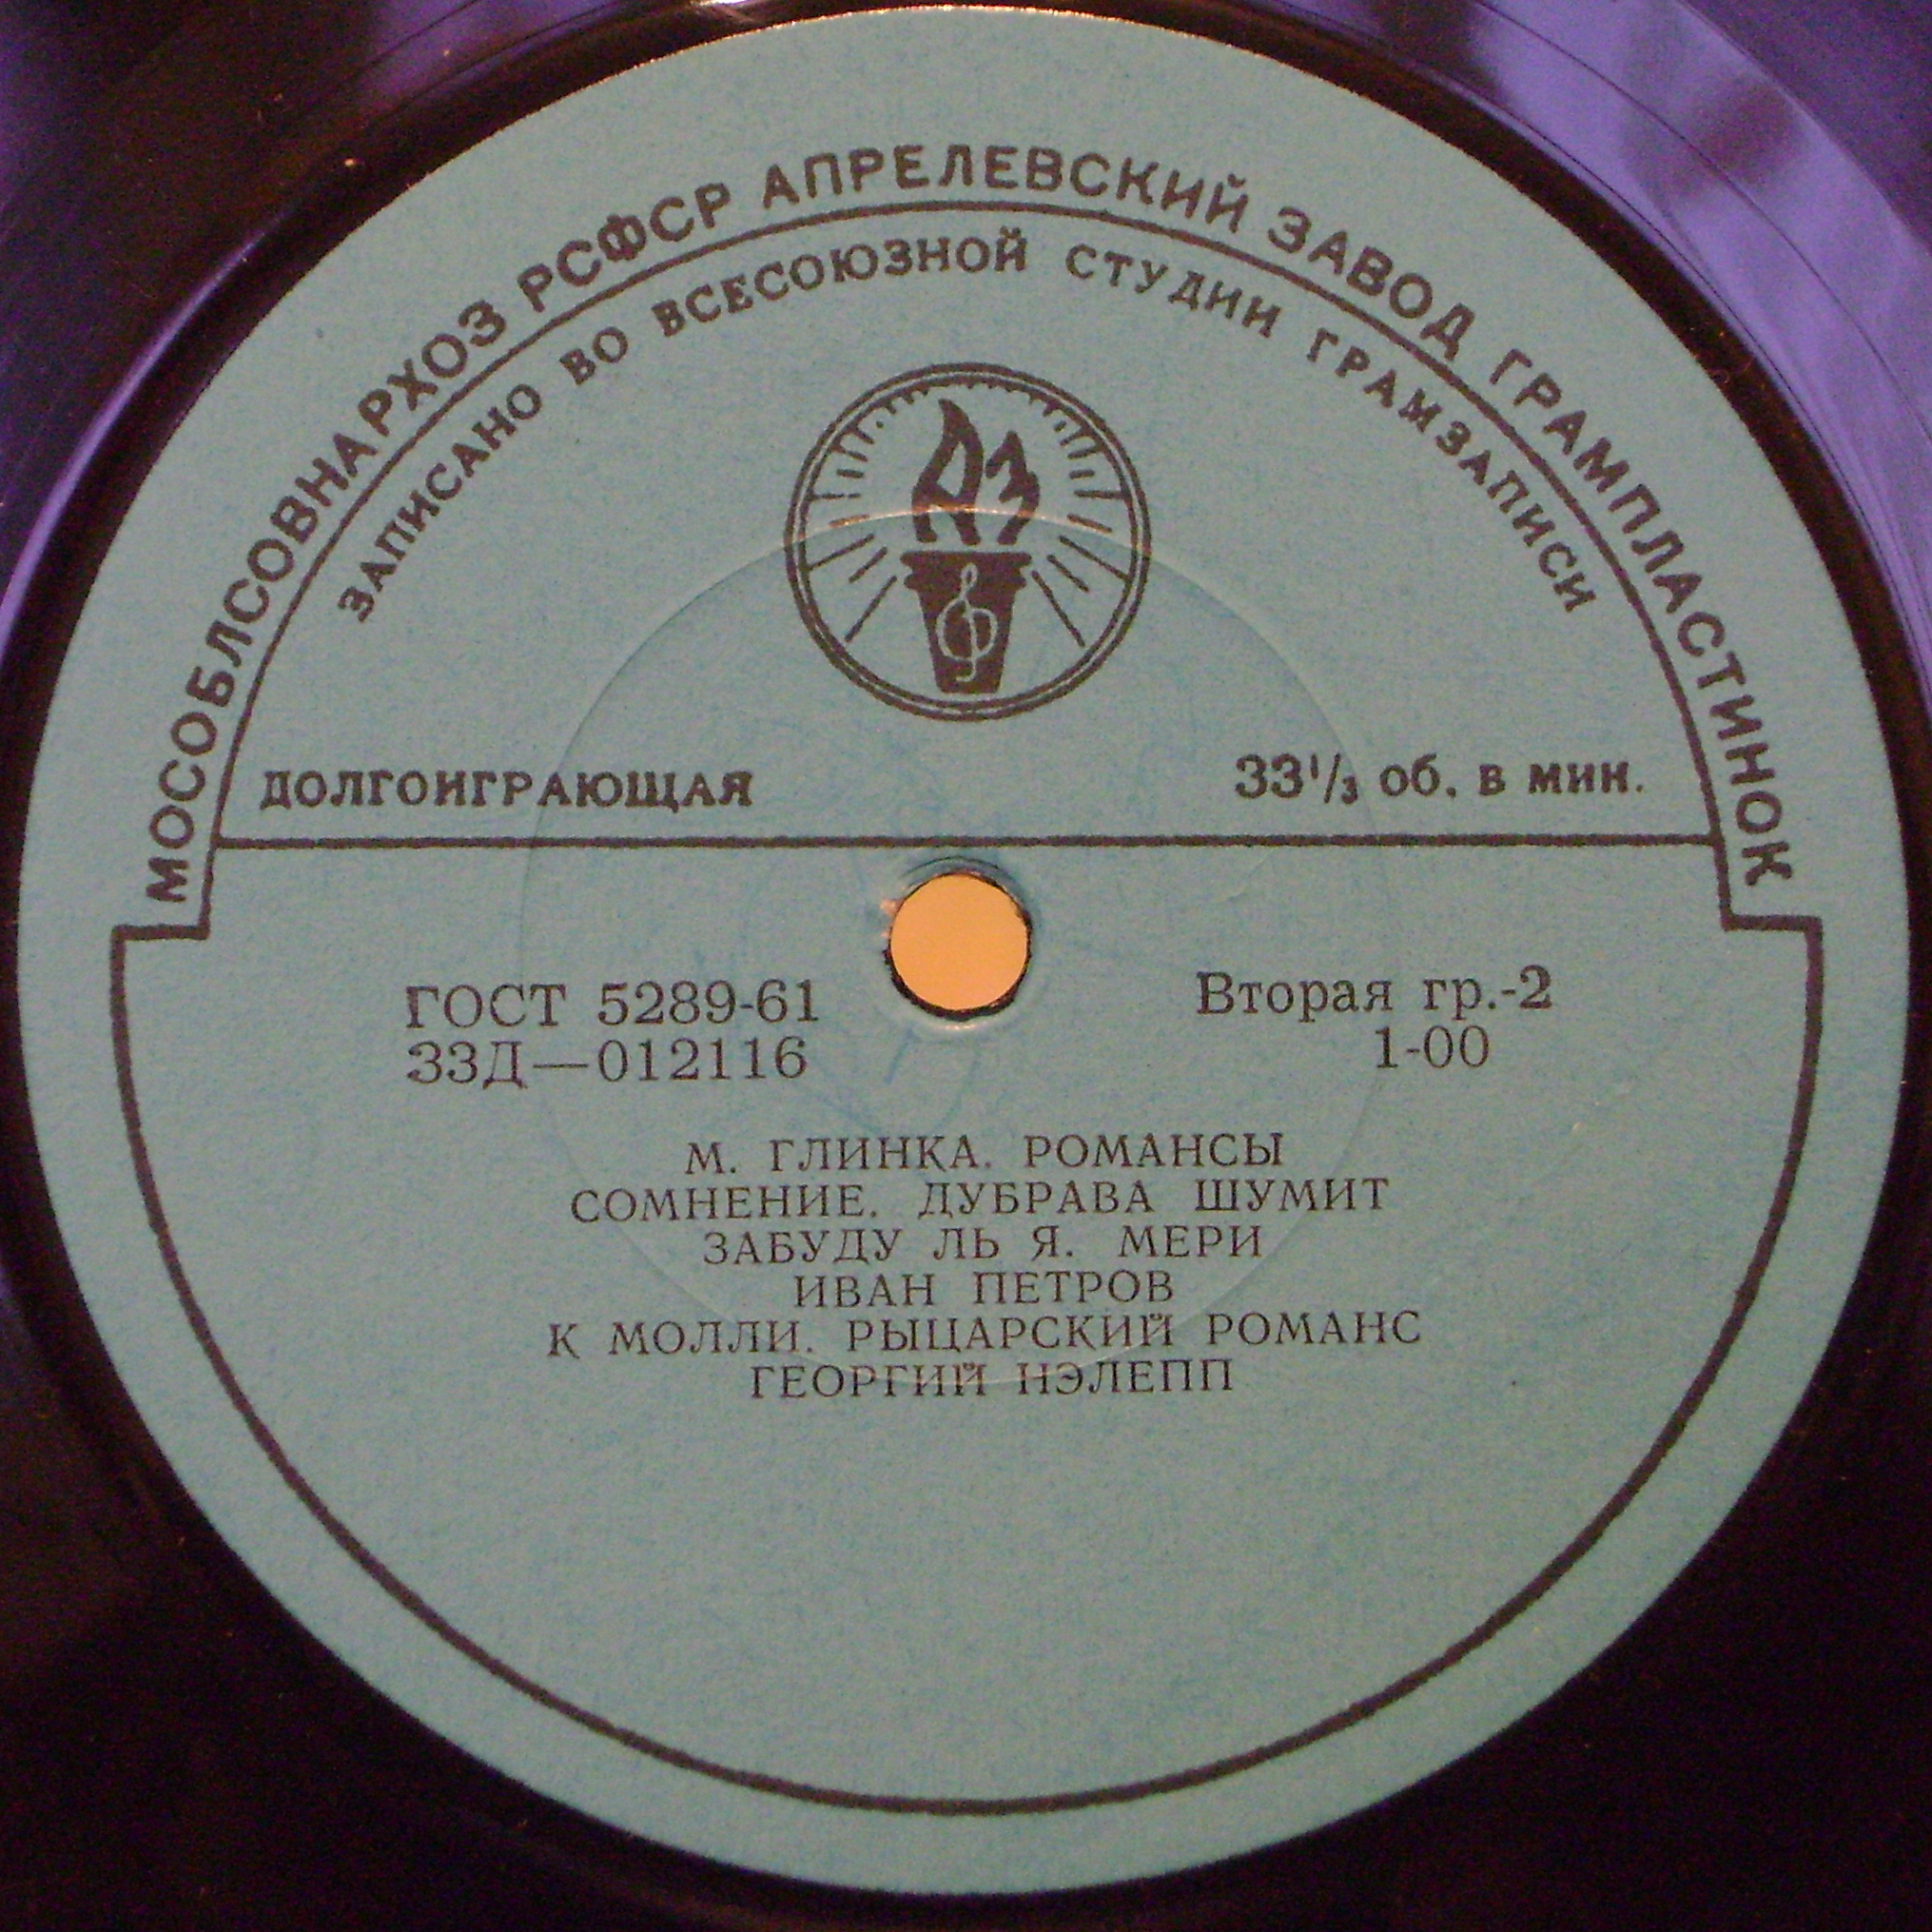 МОСОБЛСОВНАРХОЗ РСФСР АПРЕЛЕВСКИЙ ЗАВОД ГРАМПЛАСТИНОК
ЗАПИСАНО ВО ВСЕСОЮЗНОЙ СТУДИИ ГРАМЗАПИСИ
АЗ
ДОЛГОИГРАЮЩАЯ 33⅓ об. в мин.
ГОСТ 5289-61 Вторая гр.-2
33Д—012116 1-00
М. ГЛИНКА. РОМАНСЫ
СОМНЕНИЕ. ДУБРАВА ШУМИТ
ЗАБУДУ ЛЬ Я. МЕРИ
ИВАН ПЕТРОВ
К МОЛЛИ. РЫЦАРСКИЙ РОМАНС
ГЕОРГИЙ НЭЛЕПП